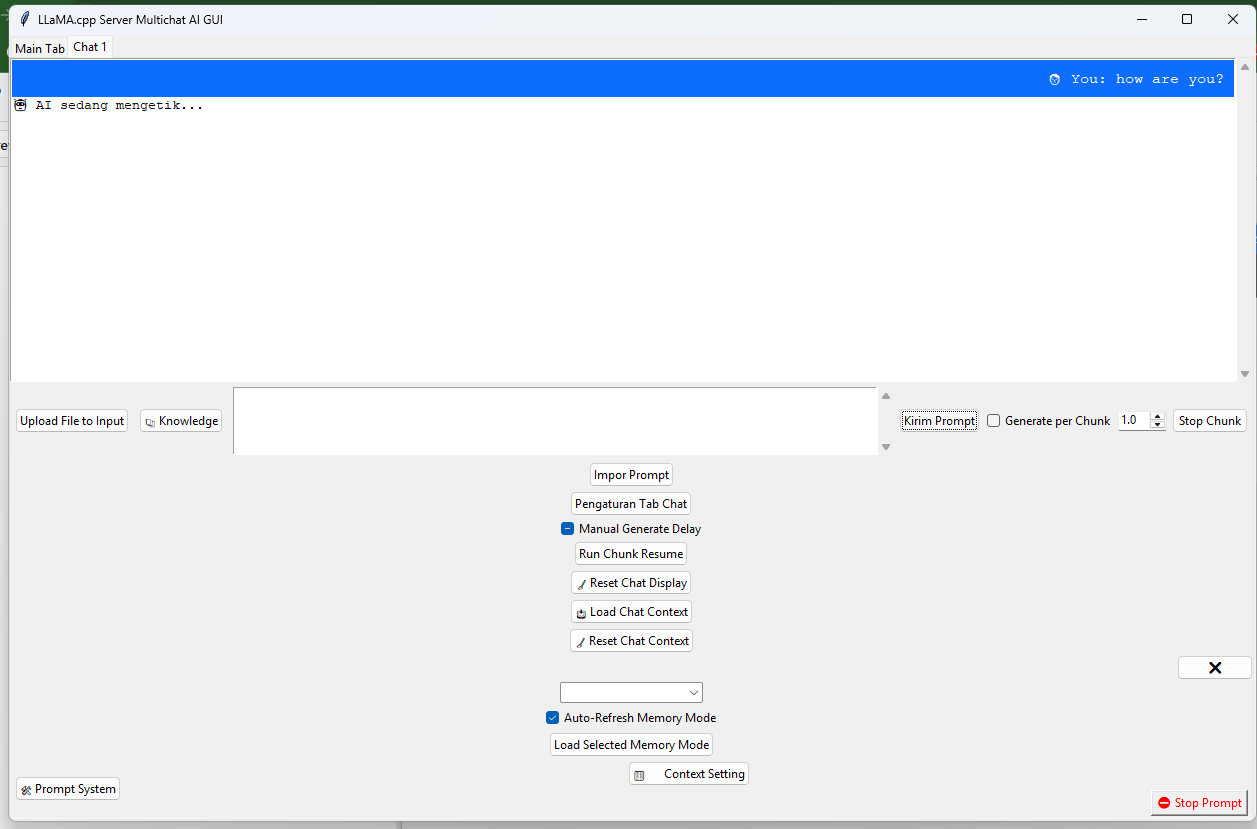 LLaMA.cpp Server Multichat AI GUI
Main Tab Chat 1
You: how are you?
AI sedang mengetik...
Upload File to Input
Knowledge
Kirim Prompt
Generate per Chunk
1.0
Stop Chunk
Impor Prompt
Pengaturan Tab Chat
Manual Generate Delay
Run Chunk Resume
Reset Chat Display
Load Chat Context
Reset Chat Context
Auto-Refresh Memory Mode
Load Selected Memory Mode
Context Setting
Prompt System
Stop Prompt